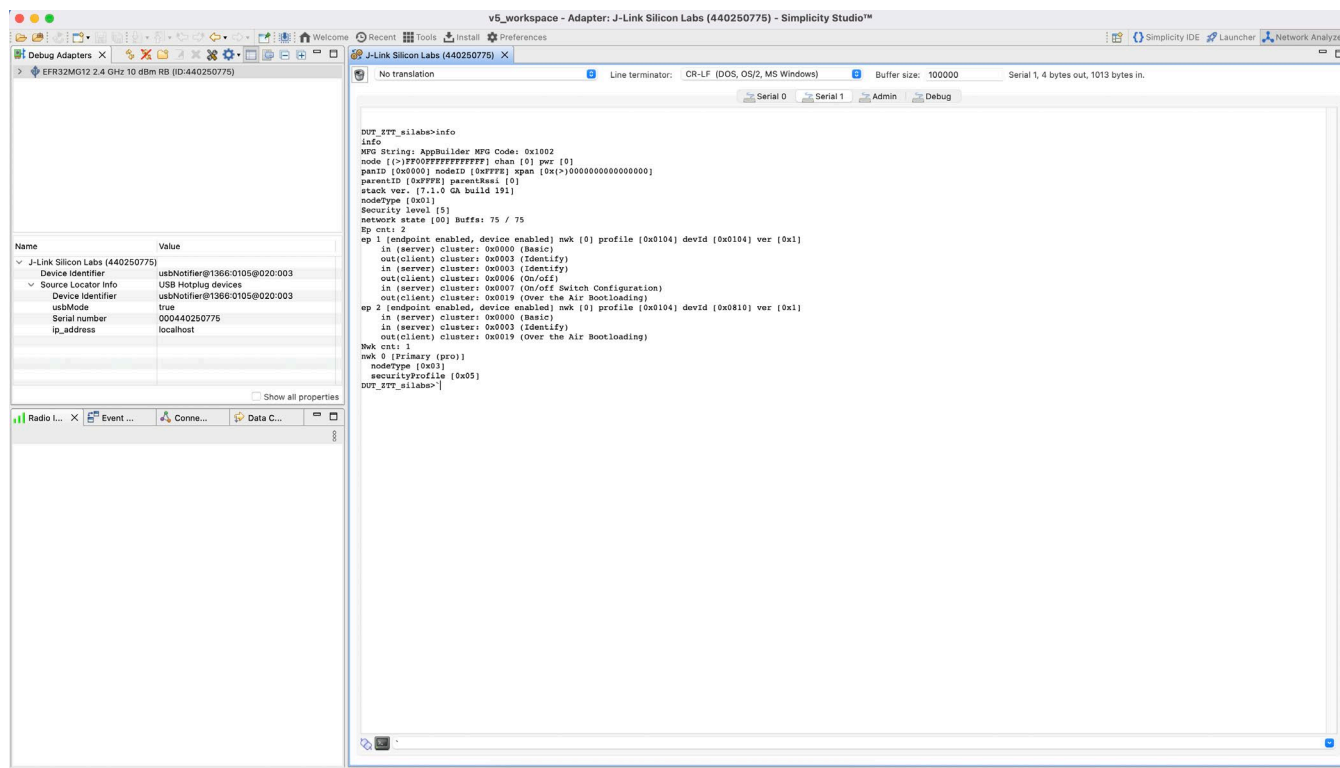 v5_workspace - Adapter: J-Link Silicon Labs (440250775) - Simplicity Studio™
Welcome Recent Tools Install Preferences Simplicity IDE Launcher Network Analyze
Debug Adapters
EFR32MG12 2.4 GHz 10 dBm RB (ID:440250775)
Name Value
J-Link Silicon Labs (440250775)
Device Identifier usbNotifier@1366:0105@020:003
Source Locator Info USB Hotplug devices
Device Identifier usbNotifier@1366:0105@020:003
usbMode true
Serial number 000440250775
ip_address localhost
Show all properties
Radio I... Event ... Conne... Data C...
J-Link Silicon Labs (440250775)
No translation Line terminator: CR-LF (DOS, OS/2, MS Windows) Buffer size: 100000 Serial 1, 4 bytes out, 1013 bytes in.
Serial 0 Serial 1 Admin Debug
DUT_ZTT_silabs>info
info
MFG String: AppBuilder MFG Code: 0x1002
node [(>)FF00FFFFFFFFFFFF] chan [0] pwr [0]
panID [0x0000] nodeID [0xFFFE] xpan [0x(>)0000000000000000]
parentID [0xFFFE] parentRssi [0]
stack ver. [7.1.0 GA build 191]
nodeType [0x01]
Security level [5]
network state [00] Buffs: 75 / 75
Ep cnt: 2
ep 1 [endpoint enabled, device enabled] nwk [0] profile [0x0104] devId [0x0104] ver [0x1]
in (server) cluster: 0x0000 (Basic)
out(client) cluster: 0x0003 (Identify)
in (server) cluster: 0x0003 (Identify)
out(client) cluster: 0x0006 (On/off)
in (server) cluster: 0x0007 (On/off Switch Configuration)
out(client) cluster: 0x0019 (Over the Air Bootloading)
ep 2 [endpoint enabled, device enabled] nwk [0] profile [0x0104] devId [0x0810] ver [0x1]
in (server) cluster: 0x0000 (Basic)
in (server) cluster: 0x0003 (Identify)
out(client) cluster: 0x0019 (Over the Air Bootloading)
Nwk cnt: 1
nwk 0 [Primary (pro)]
nodeType [0x03]
securityProfile [0x05]
DUT_ZTT_silabs>`
`